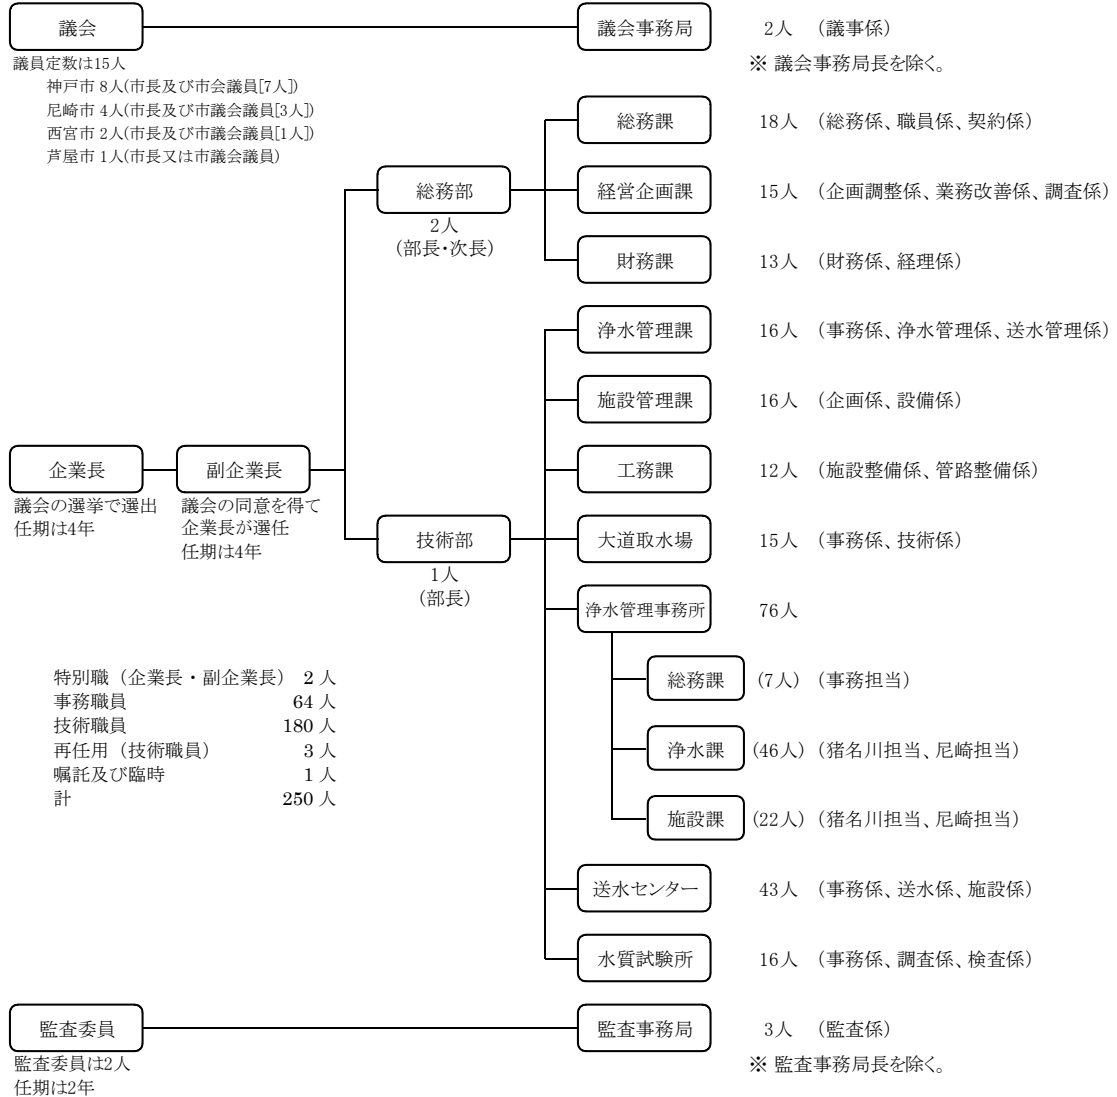 議会
議会事務局
2人 (議事係)
議員定数は15人
※ 議会事務局長を除く。
神戸市 8人(市長及び市会議員[7人])
尼崎市 4人(市長及び市議会議員[3人])
西宮市 2人(市長及び市議会議員[1人])
芦屋市 1人(市長又は市議会議員)
総務課
18人 (総務係、職員係、契約係)
総務部
2人
(部長・次長)
経営企画課
15人 (企画調整係、業務改善係、調査係)
財務課
13人 (財務係、経理係)
浄水管理課
16人 (事務係、浄水管理係、送水管理係)
施設管理課
16人 (企画係、設備係)
企業長
議会の選挙で選出
任期は4年
副企業長
議会の同意を得て
企業長が選任
任期は4年
工務課
12人 (施設整備係、管路整備係)
技術部
1人
(部長)
大道取水場
15人 (事務係、技術係)
浄水管理事務所
76人
総務課
(7人) (事務担当)
浄水課
(46人) (猪名川担当、尼崎担当)
施設課
(22人) (猪名川担当、尼崎担当)
特別職(企業長・副企業長) 2 人
事務職員 64 人
技術職員 180 人
再任用(技術職員) 3 人
嘱託及び臨時 1 人
計 250 人
送水センター
43人 (事務係、送水係、施設係)
水質試験所
16人 (事務係、調査係、検査係)
監査委員
監査事務局
3人 (監査係)
監査委員は2人
任期は2年
※ 監査事務局長を除く。